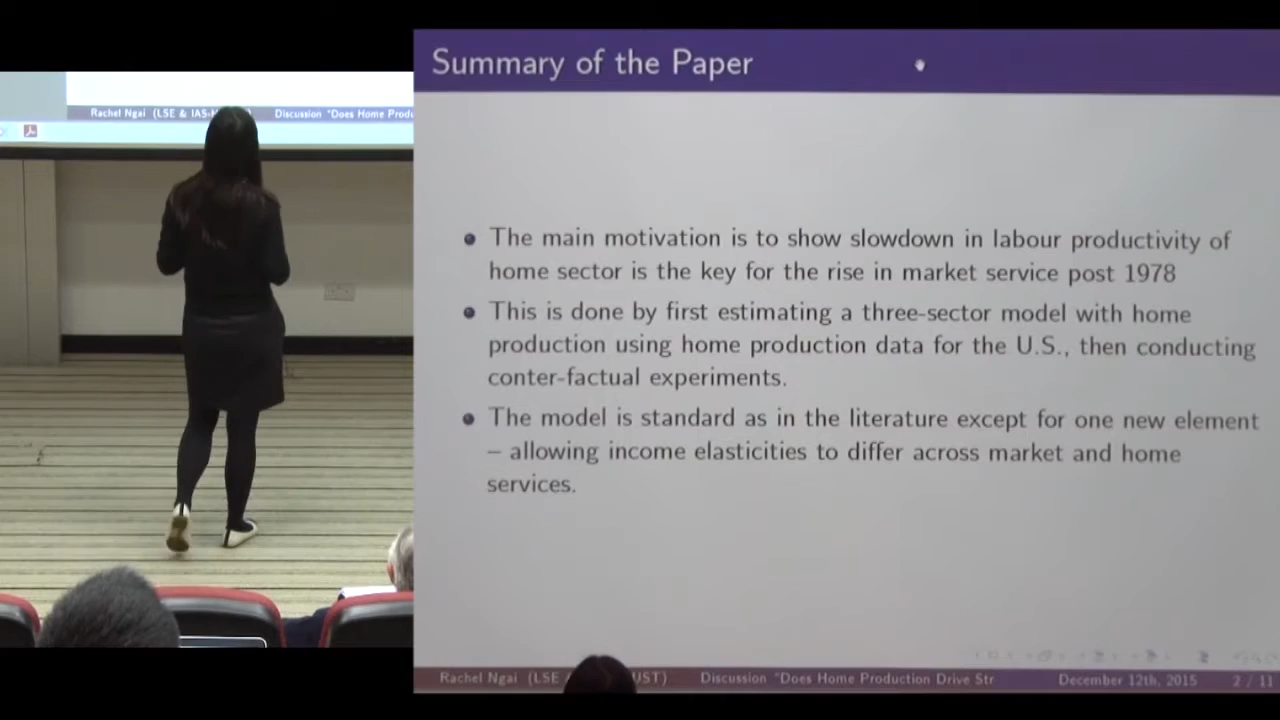 Rachel Ngai (LSE & IAS-
Discussion "Does Home Produ
Summary of the Paper
The main motivation is to show slowdown in labour productivity of
home sector is the key for the rise in market service post 1978
This is done by first estimating a three-sector model with home
production using home production data for the U.S., then conducting
conter-factual experiments.
The model is standard as in the literature except for one new element
– allowing income elasticities to differ across market and home
services.
Rachel Ngai (LSE UST) Discussion "Does Home Production Drive Str December 12th, 2015 2 / 11